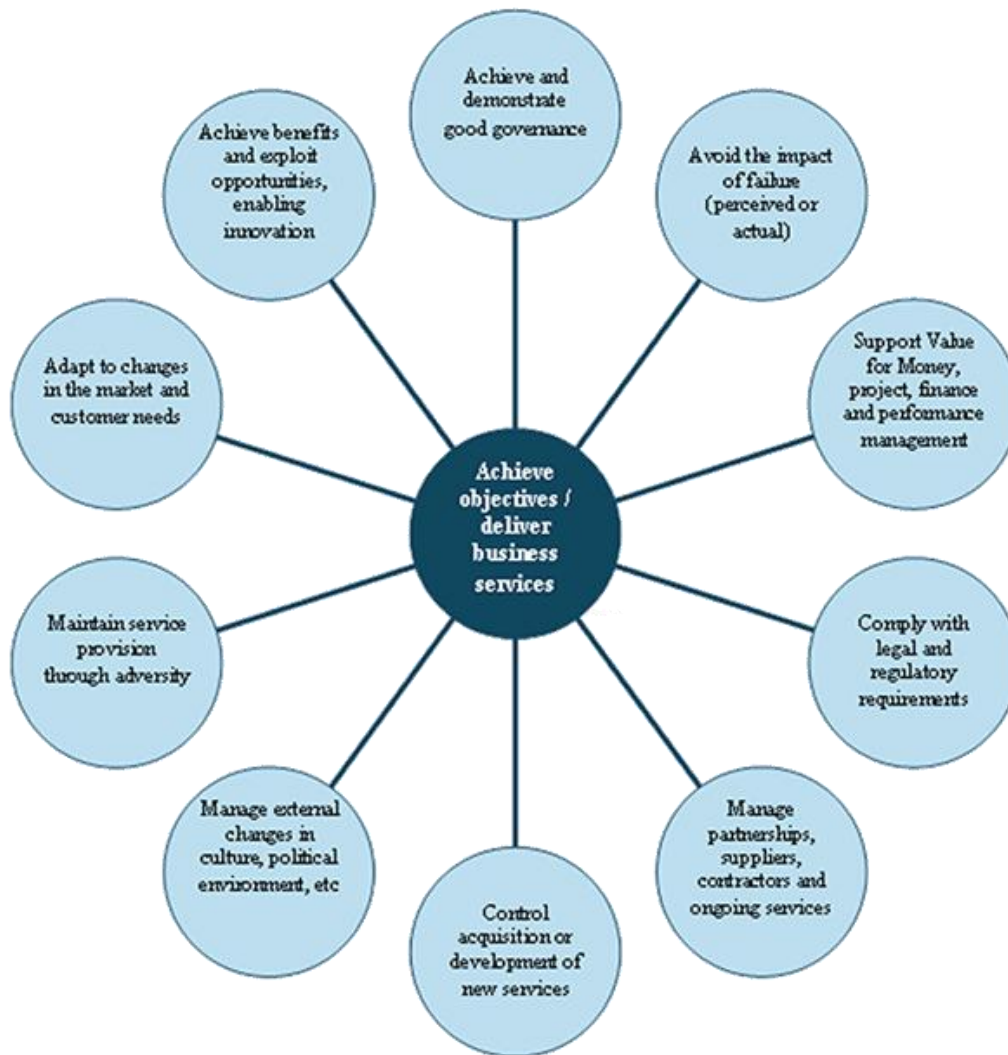 Achieve and
demonstrate
good governance
Avoid the impact
of failure
(perceived or
actual)
Support Value
for Money,
project, finance
and performance
management
Comply with
legal and
regulatory
requirements
Manage
partnerships,
suppliers,
contractors and
ongoing services
Control
acquisition or
development of
new services
Manage external
changes in
culture, political
environment, etc
Maintain service
provision
through adversity
Adapt to changes
in the market and
customer needs
Achieve benefits
and exploit
opportunities,
enabling
innovation
Achieve
objectives /
deliver
business
services